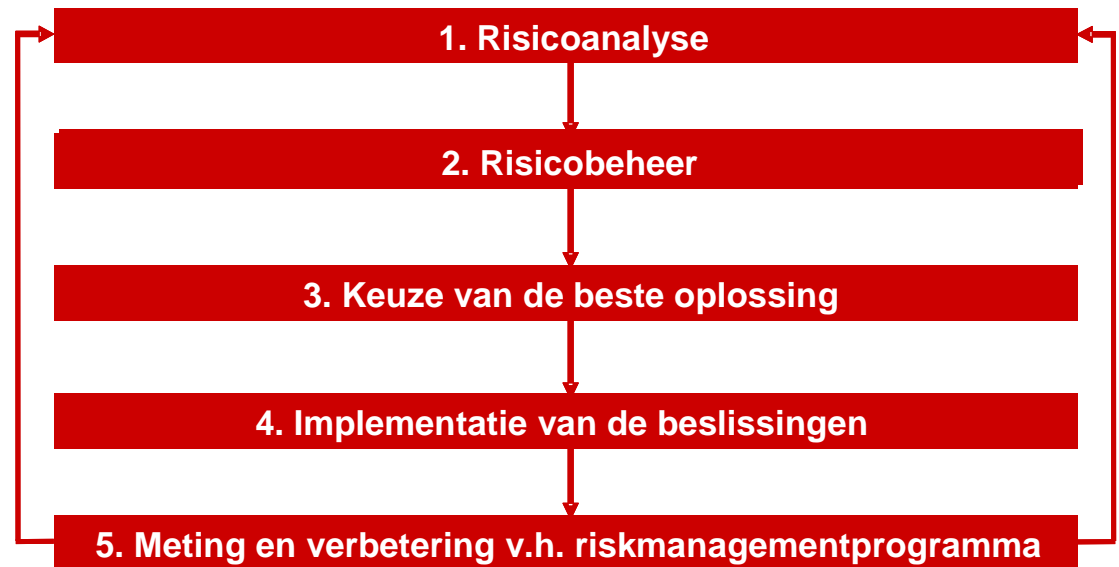 1. Risicoanalyse
2. Risicobeheer
3. Keuze van de beste oplossing
4. Implementatie van de beslissingen
5. Meting en verbetering v.h. riskmanagementprogramma